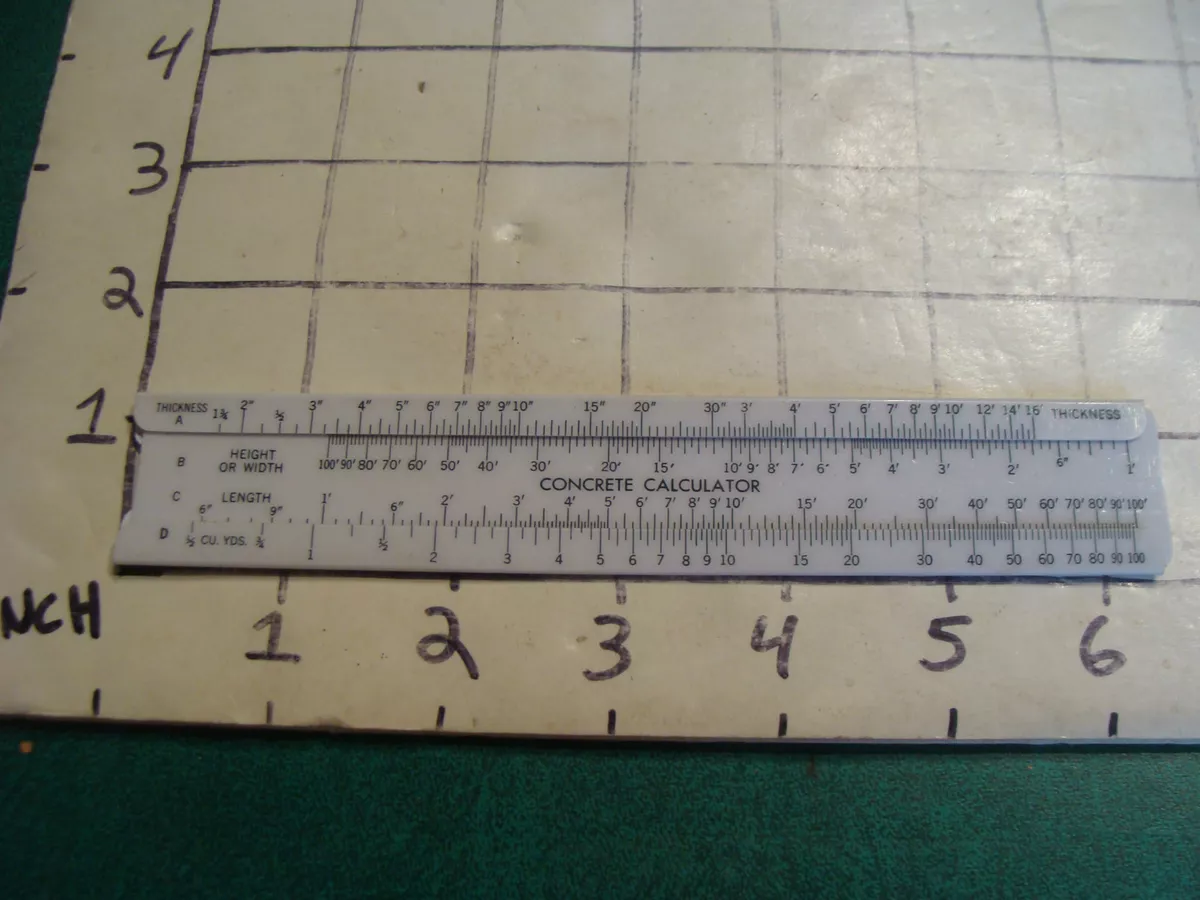 4
3
2
1
THICKNESS 1¾ 2" ½ 3" 4" 5" 6" 7" 8" 9" 10" 15" 20" 30" 3' 4' 5' 6' 7' 8' 9' 10' 12' 14' 16' THICKNESS
A
B HEIGHT OR WIDTH 100' 90' 80' 70' 60' 50' 40' 30' 20' 15' 10' 9' 8' 7' 6' 5' 4' 3' 2' 6" 1'
CONCRETE CALCULATOR
C LENGTH 6" 9" 1' 6" 2' 3' 4' 5' 6' 7' 8' 9' 10' 15' 20' 30' 40' 50' 60' 70' 80' 90' 100'
D ½ CU. YDS. ¾ 1 ½ 2 3 4 5 6 7 8 9 10 15 20 30 40 50 60 70 80 90 100
NCH 1 2 3 4 5 6